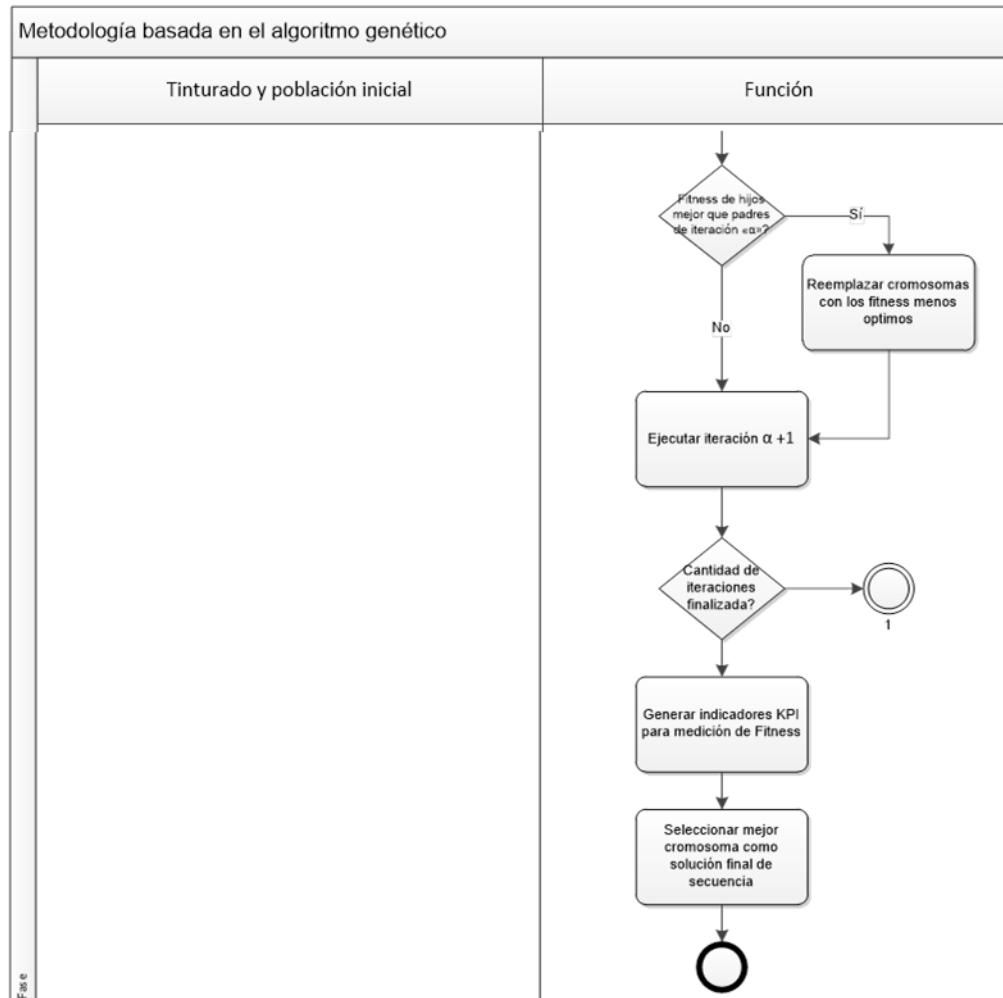 Metodología basada en el algoritmo genético
Tinturado y población inicial
Función
Fitness de hijos
mejor que padres
de iteración «α»?
Sí
Reemplazar cromosomas
con los fitness menos
optimos
No
Ejecutar iteración α +1
Cantidad de
iteraciones
finalizada?
1
Generar indicadores KPI
para medición de Fitness
Seleccionar mejor
cromosoma como
solución final de
secuencia
Fase